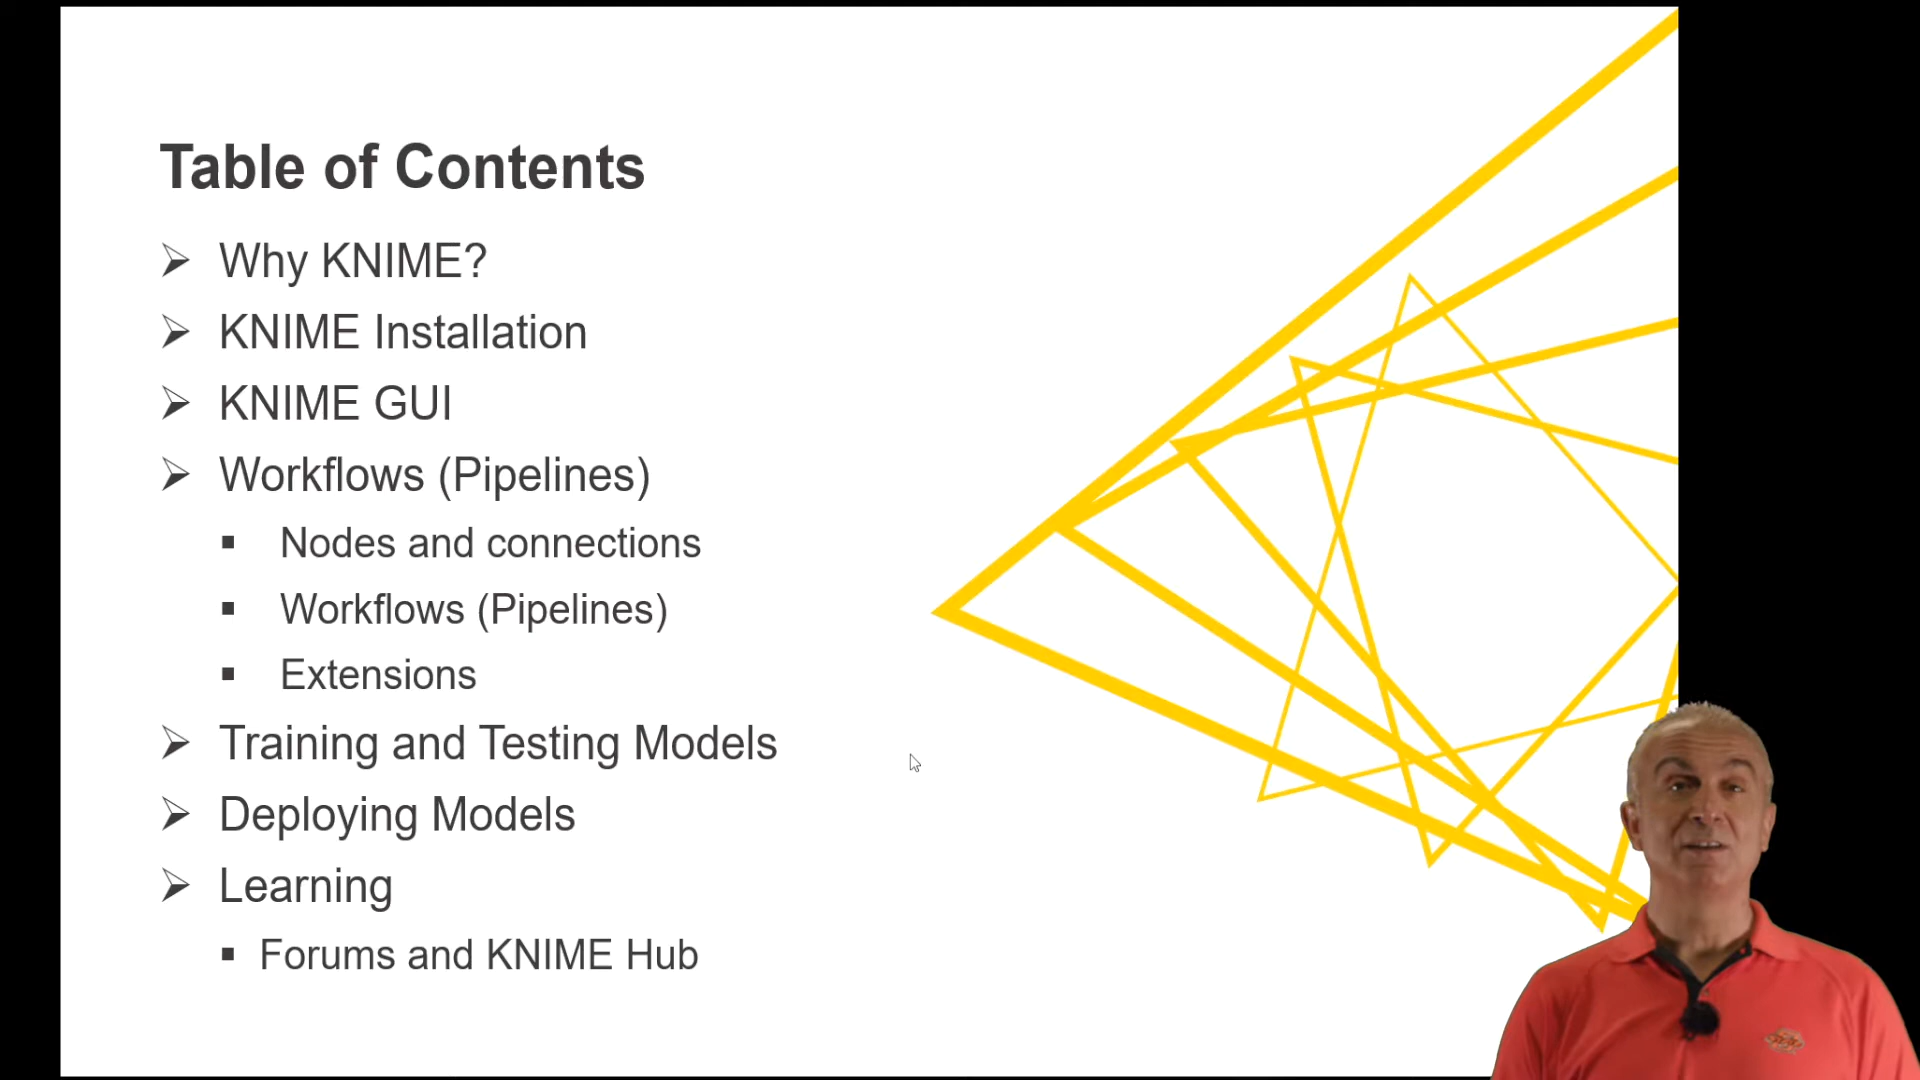 Table of Contents
Why KNIME?
KNIME Installation
KNIME GUI
Workflows (Pipelines)
Nodes and connections
Workflows (Pipelines)
Extensions
Training and Testing Models
Deploying Models
Learning
Forums and KNIME Hub